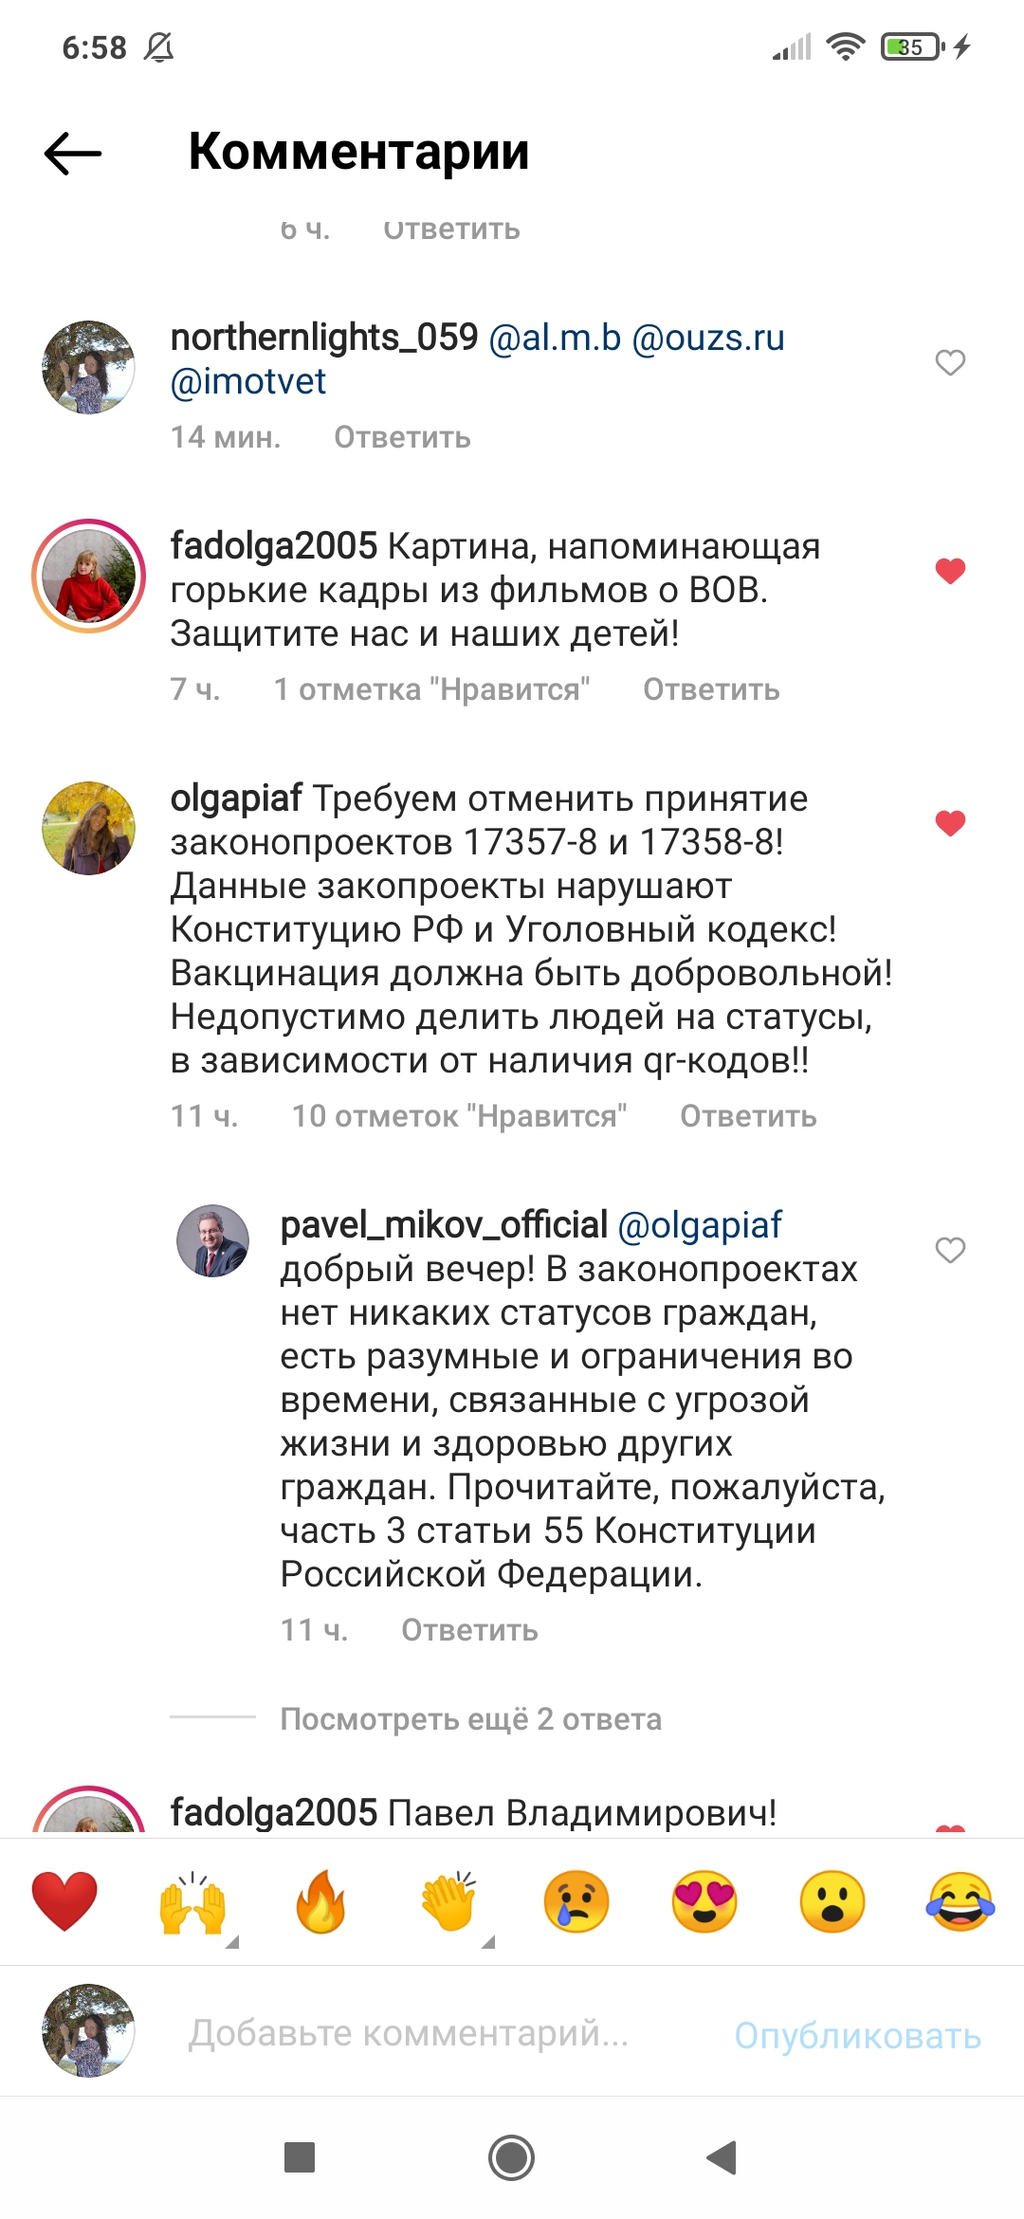 6:58
35
Комментарии
6 ч. Ответить
northernlights_059 @al.m.b @ouzs.ru
@imotvet
14 мин. Ответить
fadolga2005 Картина, напоминающая
горькие кадры из фильмов о ВОВ.
Защитите нас и наших детей!
7 ч. 1 отметка "Нравится" Ответить
olgapiaf Требуем отменить принятие
законопроектов 17357-8 и 17358-8!
Данные закопроекты нарушают
Конституцию РФ и Уголовный кодекс!
Вакцинация должна быть добровольной!
Недопустимо делить людей на статусы,
в зависимости от наличия qr-кодов!!
11 ч. 10 отметок "Нравится" Ответить
pavel_mikov_official @olgapiaf
добрый вечер! В законопроектах
нет никаких статусов граждан,
есть разумные и ограничения во
времени, связанные с угрозой
жизни и здоровью других
граждан. Прочитайте, пожалуйста,
часть 3 статьи 55 Конституции
Российской Федерации.
11 ч. Ответить
Посмотреть ещё 2 ответа
fadolga2005 Павел Владимирович!
Добавьте комментарий... Опубликовать